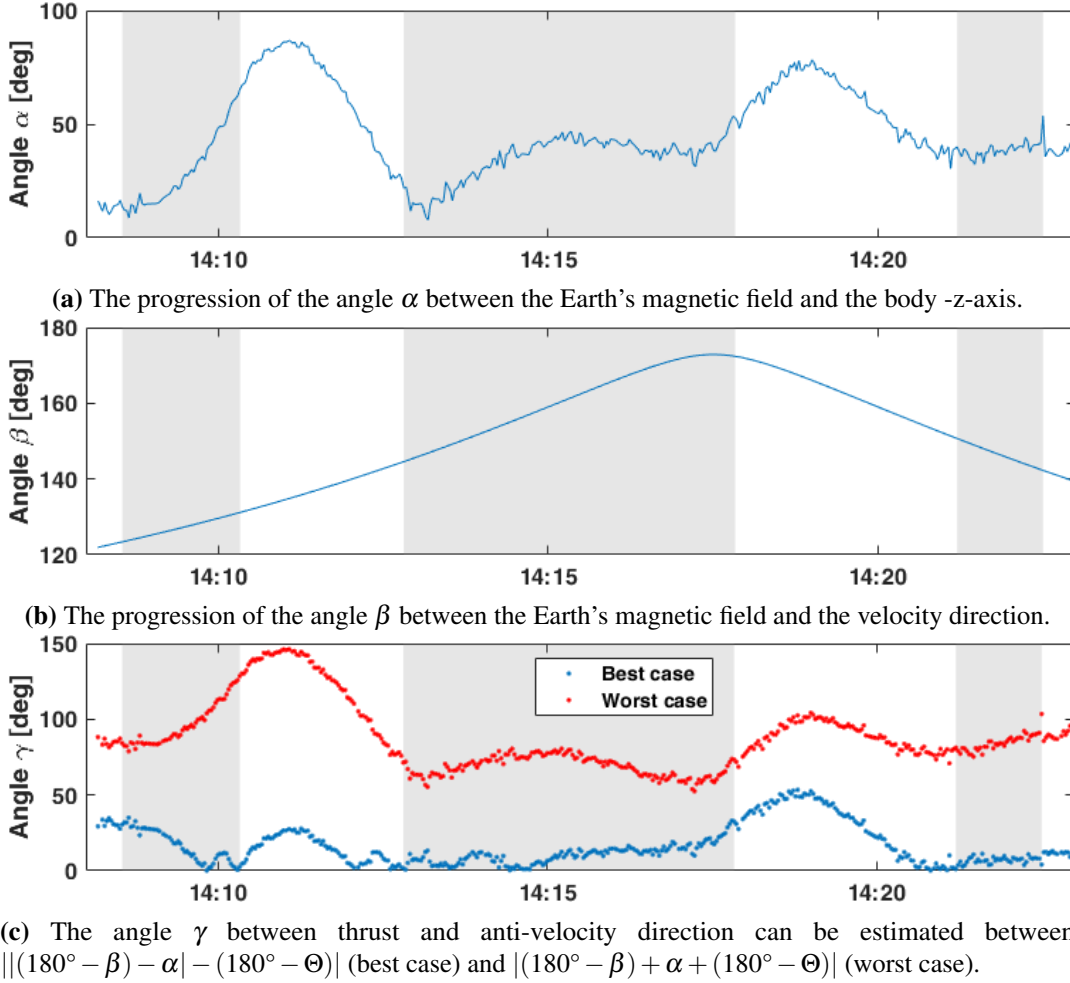 100
50
0
Angle α [deg]
14:10
14:15
14:20
(a) The progression of the angle α between the Earth's magnetic field and the body -z-axis.
180
160
140
120
Angle β [deg]
14:10
14:15
14:20
(b) The progression of the angle β between the Earth's magnetic field and the velocity direction.
150
100
50
0
Angle γ [deg]
Best case
Worst case
14:10
14:15
14:20
(c) The angle γ between thrust and anti-velocity direction can be estimated between
||(180° − β) − α| − (180° − Θ)| (best case) and |(180° − β) + α + (180° − Θ)| (worst case).